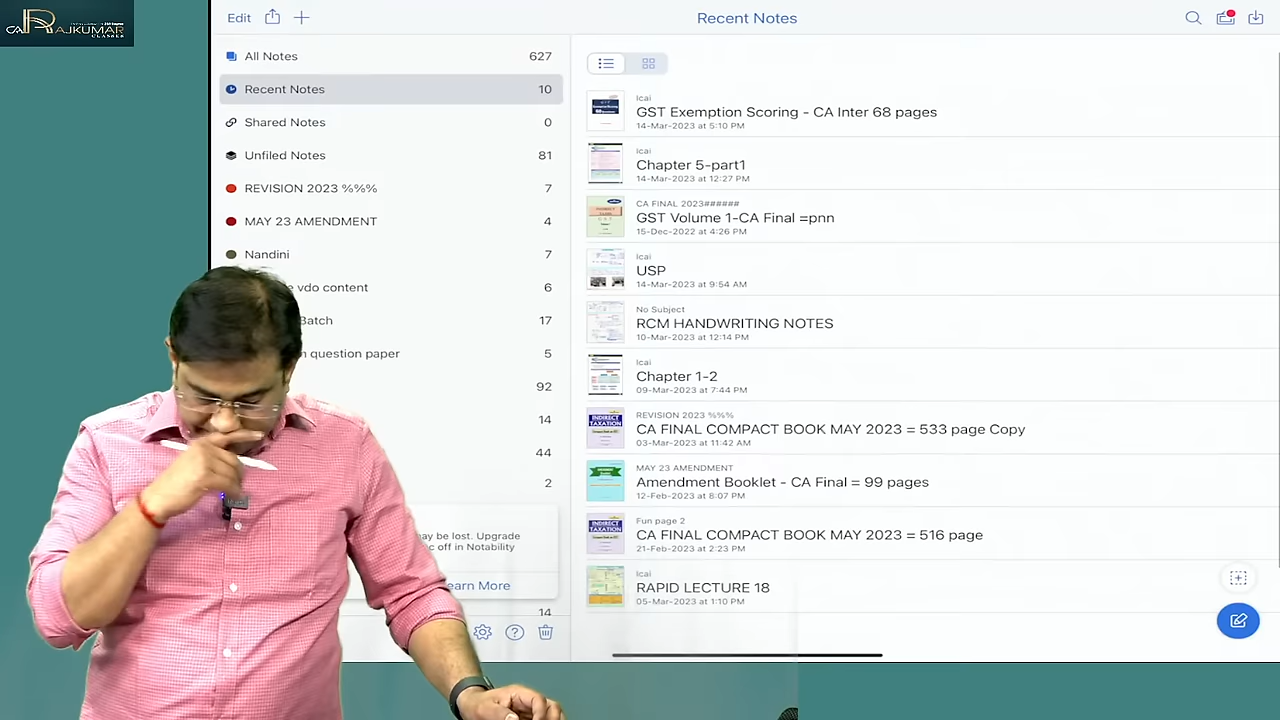 CA RAJKUMAR
CLASSES
Edit
Recent Notes
All Notes 627
Recent Notes 10
Shared Notes 0
Unfiled Notes 81
REVISION 2023 %%% 7
MAY 23 AMENDMENT 4
Nandini 7
e vdo content 6
Batch 17
n question paper 5
92
14
44
2
may be lost. Upgrade
c off in Notability
earn More
14
Icai
GST Exemption Scoring - CA Inter 68 pages
14-Mar-2023 at 5:10 PM
Icai
Chapter 5-part1
14-Mar-2023 at 12:27 PM
CA FINAL 2023######
GST Volume 1-CA Final =pnn
15-Dec-2022 at 4:26 PM
Icai
USP
14-Mar-2023 at 9:54 AM
No Subject
RCM HANDWRITING NOTES
10-Mar-2023 at 12:14 PM
Icai
Chapter 1-2
09-Mar-2023 at 7:44 PM
REVISION 2023 %%%
CA FINAL COMPACT BOOK MAY 2023 = 533 page Copy
03-Mar-2023 at 11:42 AM
MAY 23 AMENDMENT
Amendment Booklet - CA Final = 99 pages
12-Feb-2023 at 6:07 PM
Fun page 2
CA FINAL COMPACT BOOK MAY 2023 = 516 page
21-Feb-2023 at 2:23 PM
Icai
RAPID LECTURE 18
05-Mar-2023 at 1:10 PM
INDIRECT
TAXATION
INDIRECT
TAXATION